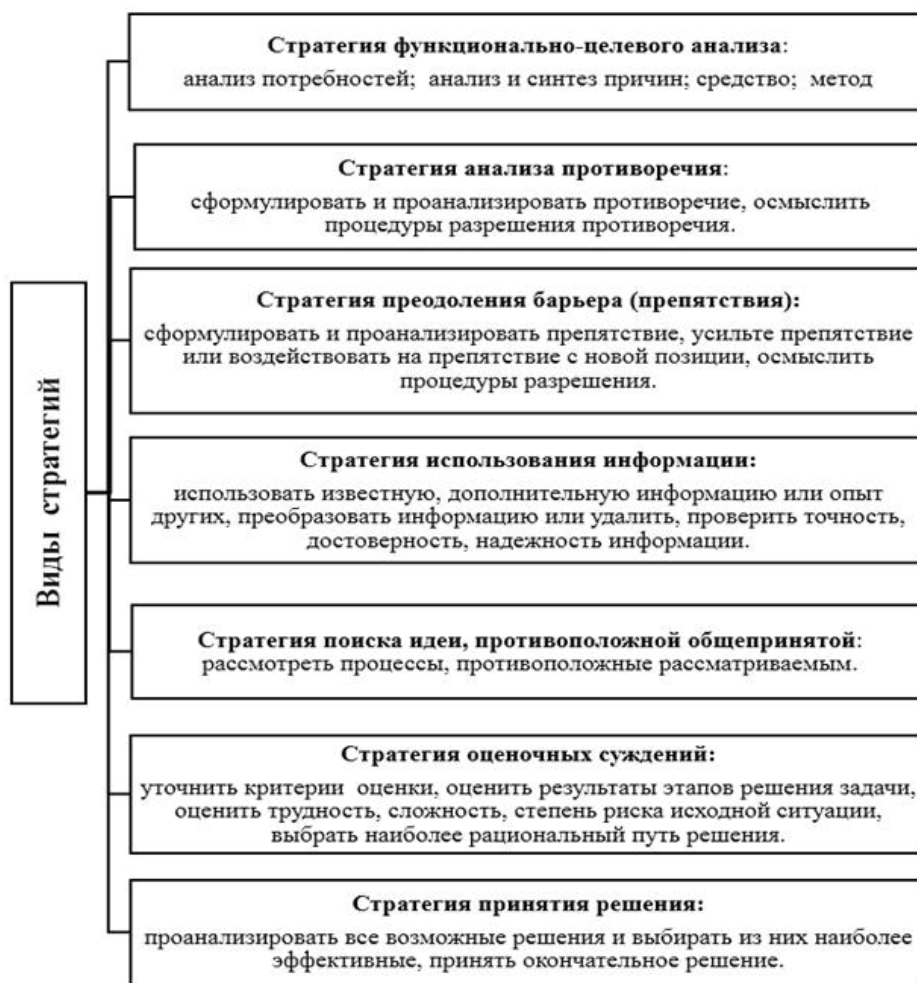 Виды стратегий
Стратегия функционально-целевого анализа:
анализ потребностей; анализ и синтез причин; средство; метод
Стратегия анализа противоречия:
сформулировать и проанализировать противоречие, осмыслить
процедуры разрешения противоречия.
Стратегия преодоления барьера (препятствия):
сформулировать и проанализировать препятствие, усильте препятствие
или воздействовать на препятствие с новой позиции, осмыслить
процедуры разрешения.
Стратегия использования информации:
использовать известную, дополнительную информацию или опыт
других, преобразовать информацию или удалить, проверить точность,
достоверность, надежность информации.
Стратегия поиска идеи, противоположной общепринятой:
рассмотреть процессы, противоположные рассматриваемым.
Стратегия оценочных суждений:
уточнить критерии оценки, оценить результаты этапов решения задачи,
оценить трудность, сложность, степень риска исходной ситуации,
выбрать наиболее рациональный путь решения.
Стратегия принятия решения:
проанализировать все возможные решения и выбирать из них наиболее
эффективные, принять окончательное решение.